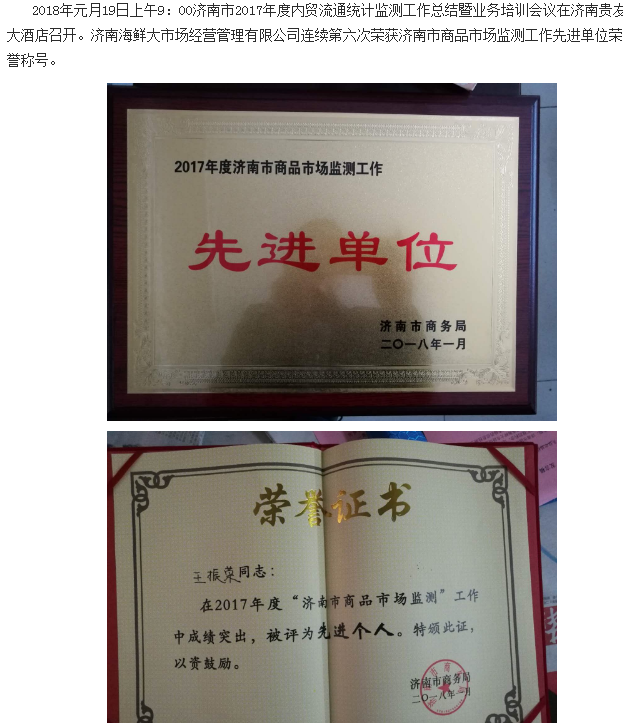 2018年元月19日上午9：00济南市2017年度内贸流通统计监测工作总结暨业务培训会议在济南贵友
大酒店召开。济南海鲜大市场经营管理有限公司连续第六次荣获济南市商品市场监测工作先进单位荣
誉称号。
2017年度济南市商品市场监测工作
先进单位
济南市商务局
二〇一八年一月
荣誉证书
王振荣同志：
在2017年度“济南市商品市场监测”工作
中成绩突出，被评为先进个人。特颁此证，
以资鼓励。
济南市商务局
二〇一八年一月